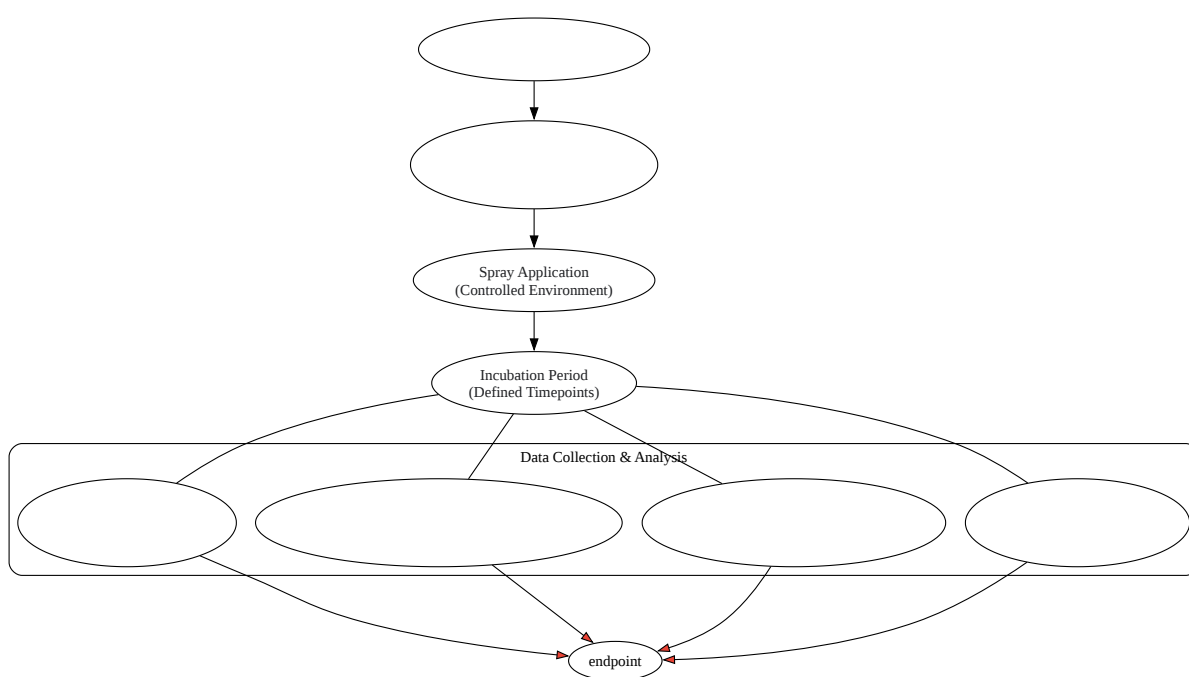 Spray Application
(Controlled Environment)
Incubation Period
(Defined Timepoints)
Data Collection & Analysis
endpoint